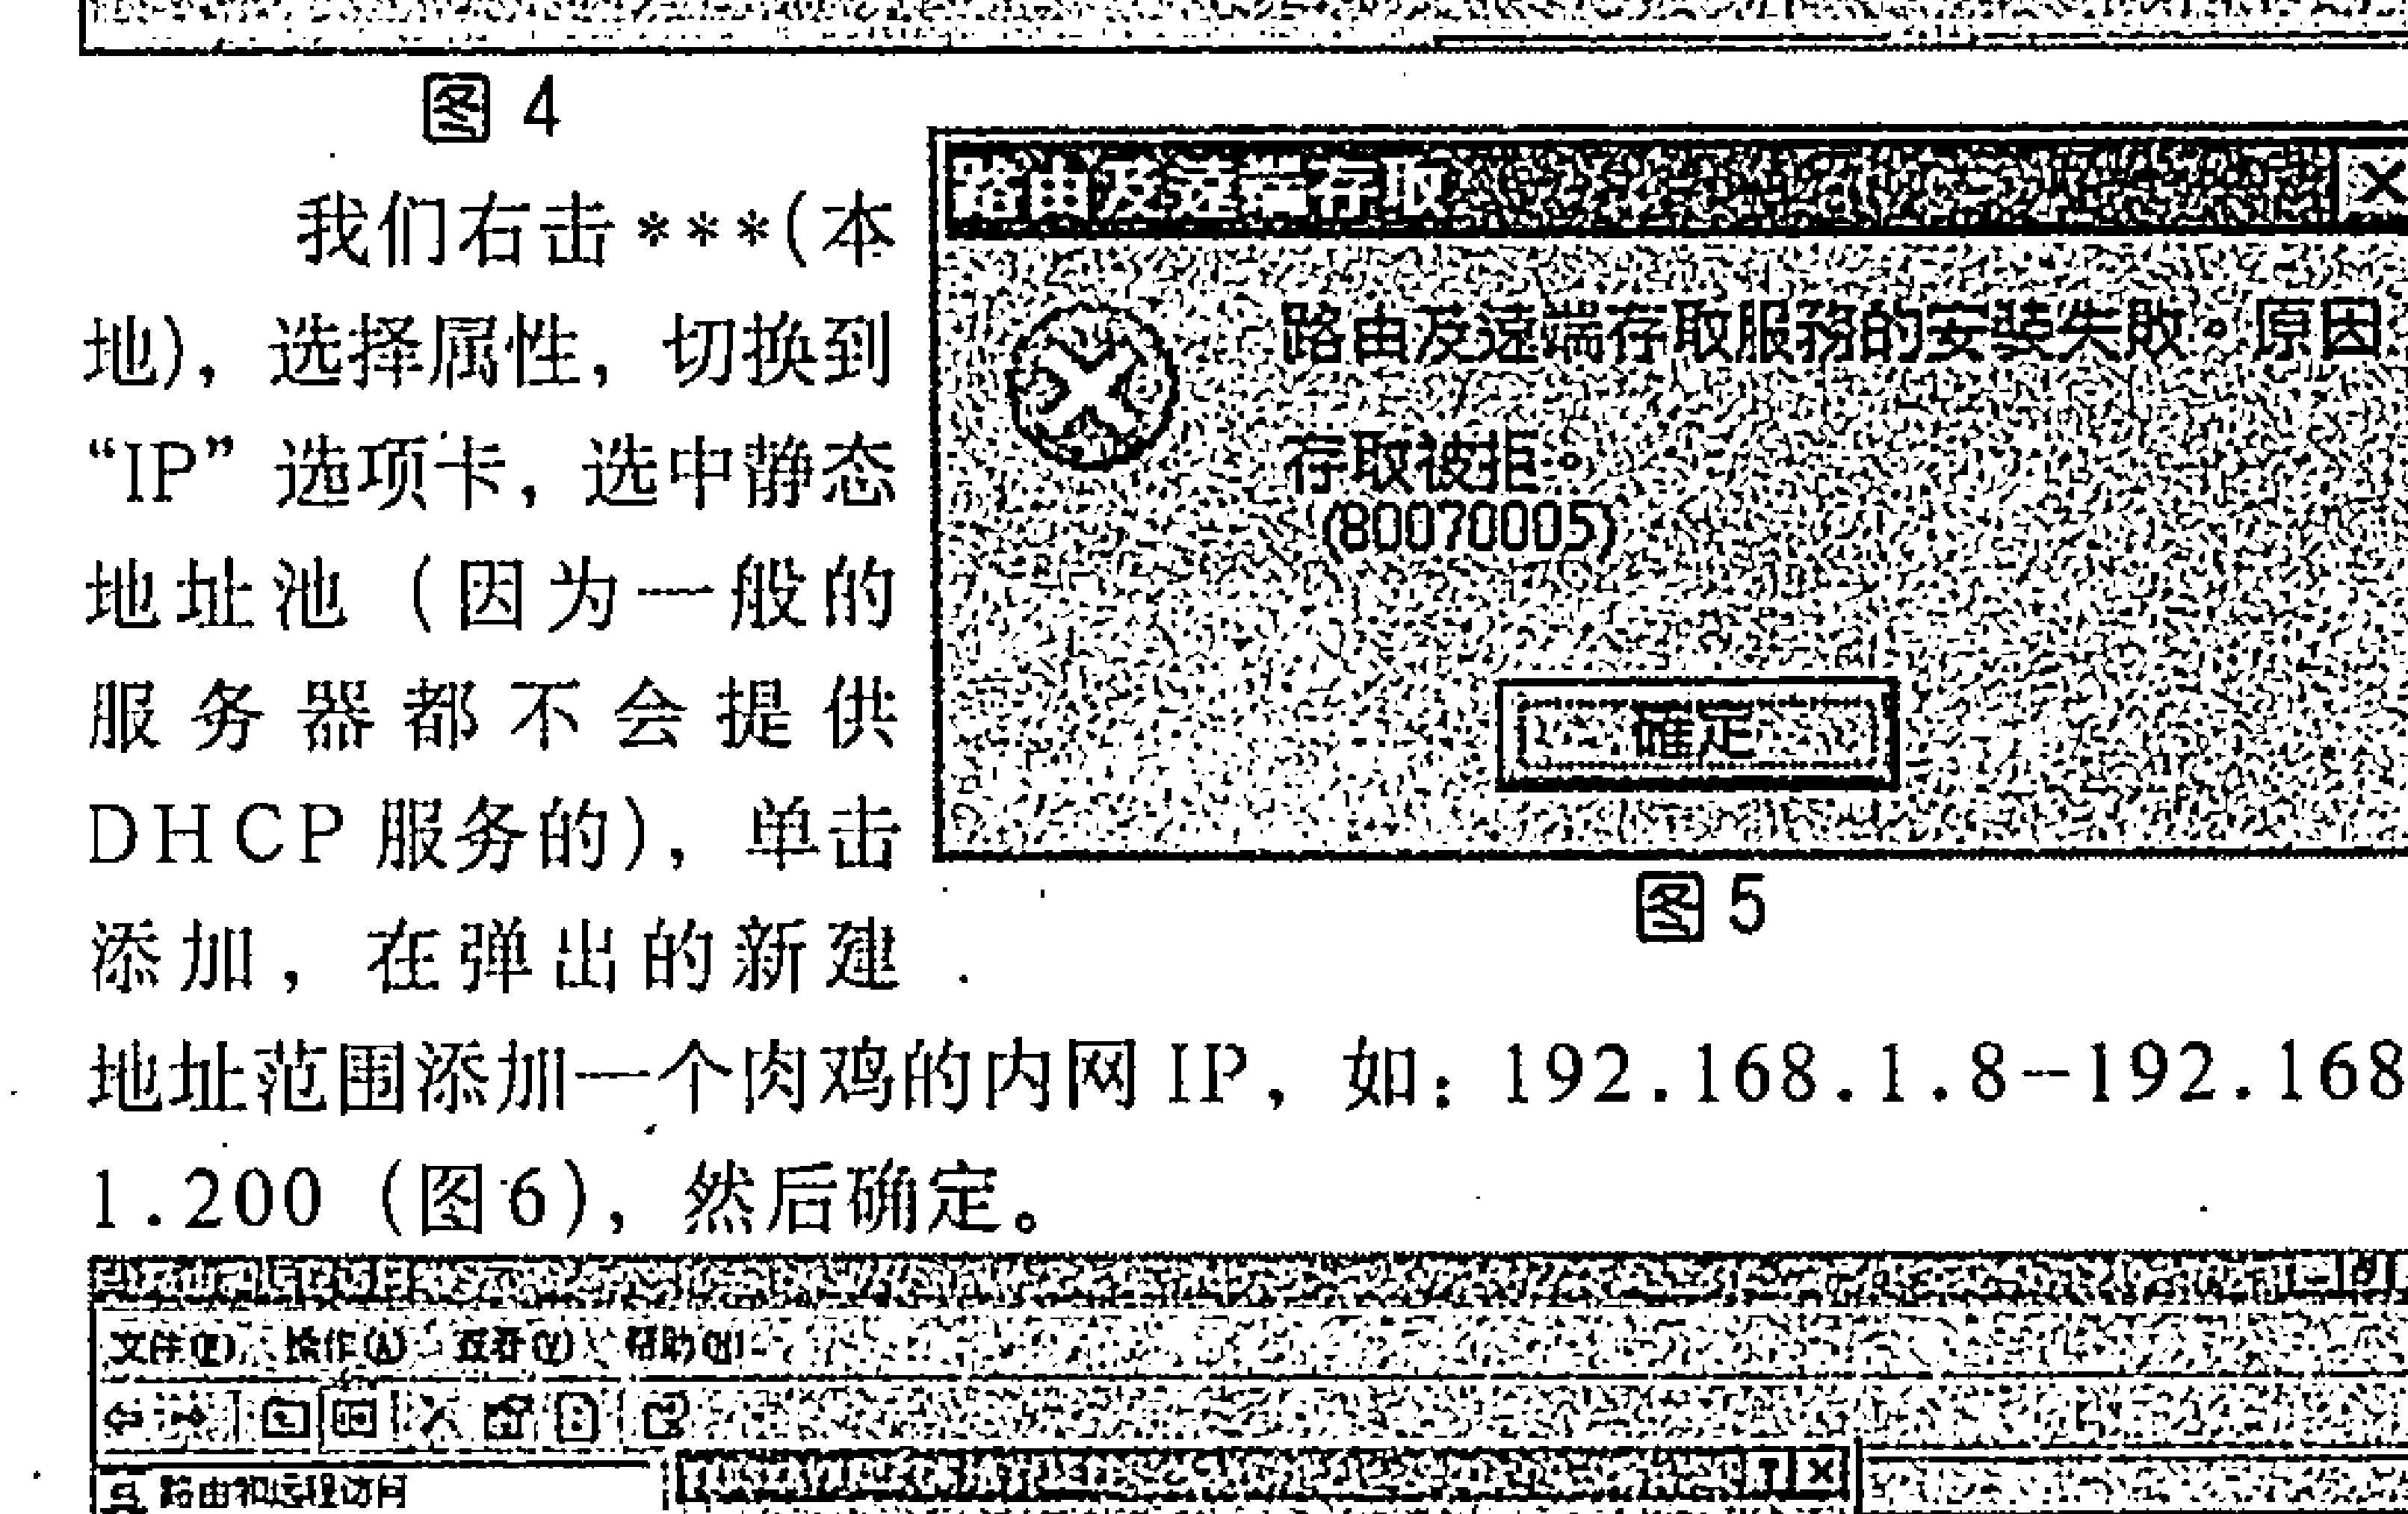 图 4
我们右击***(本
地)，选择属性，切换到
“IP”选项卡，选中静态
地址池（因为一般的
服务器都不会提供
DHCP服务的)，单击
添加，在弹出的新建
地址范围添加一个肉鸡的内网IP，如：192.168.1.8-192.168
1.200（图6)，然后确定。
路由及遠端存取
路由及遠端存取服務的安裝失敗。原因
存取被拒。
(80070005)
確定
图5
文件(F) 操作(A) 查看(V) 帮助(H)
路由和远程访问